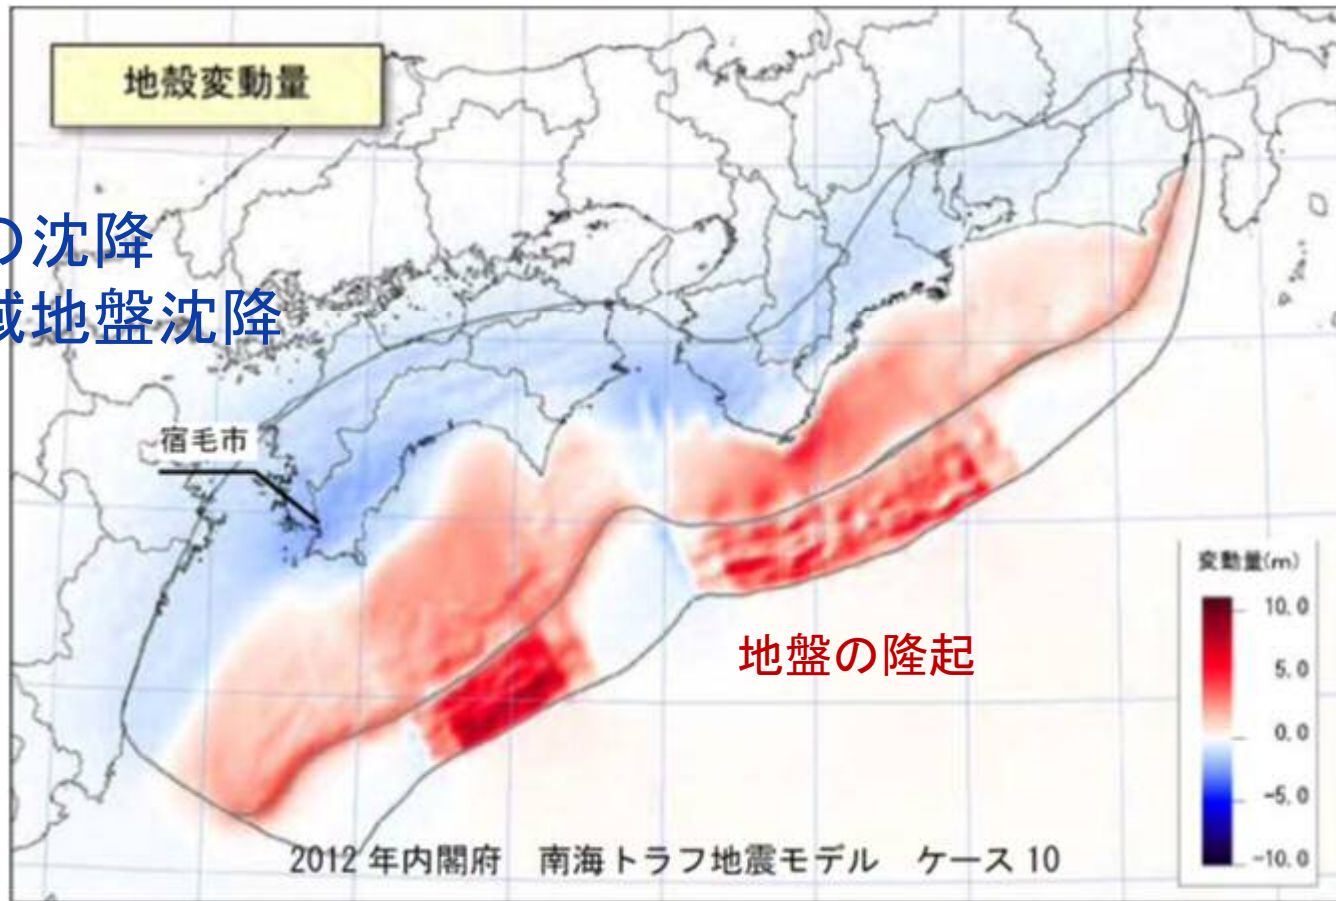 地殻変動量
の沈降
域地盤沈降
宿毛市
地盤の隆起
変動量(m)
10.0
5.0
0.0
-5.0
-10.0
2012年内閣府 南海トラフ地震モデル ケース10